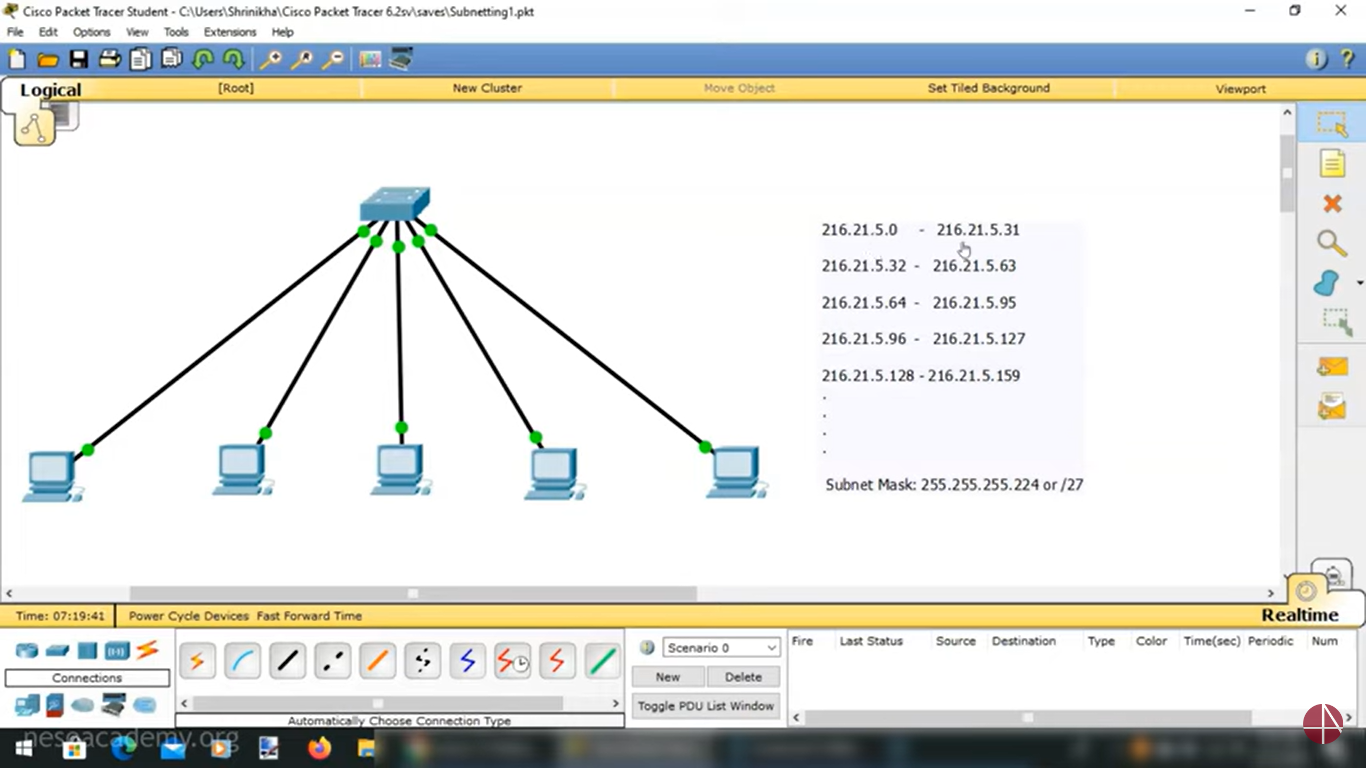 Cisco Packet Tracer Student - C:\Users\Shrinikha\Cisco Packet Tracer 6.2sv\saves\Subnetting1.pkt
File Edit Options View Tools Extensions Help
Logical [Root] New Cluster Move Object Set Tiled Background Viewport
216.21.5.0 - 216.21.5.31
216.21.5.32 - 216.21.5.63
216.21.5.64 - 216.21.5.95
216.21.5.96 - 216.21.5.127
216.21.5.128 - 216.21.5.159
.
.
.
.
Subnet Mask: 255.255.255.224 or /27
Time: 07:19:41 Power Cycle Devices Fast Forward Time
Realtime
Connections
Automatically Choose Connection Type
Scenario 0
New Delete
Toggle PDU List Window
Fire Last Status Source Destination Type Color Time(sec) Periodic Num
nesoacademy.org